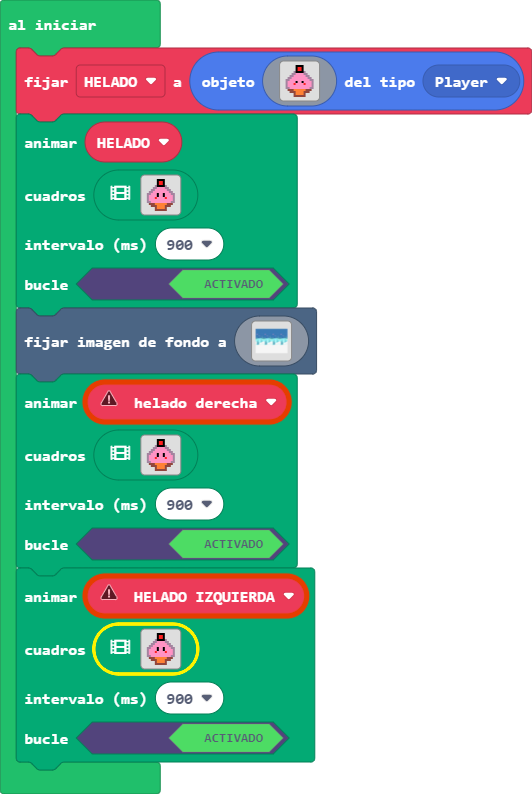 al iniciar
fijar HELADO a objeto del tipo Player
animar HELADO
cuadros
intervalo (ms) 900
bucle ACTIVADO
fijar imagen de fondo a
animar helado derecha
cuadros
intervalo (ms) 900
bucle ACTIVADO
animar HELADO IZQUIERDA
cuadros
intervalo (ms) 900
bucle ACTIVADO